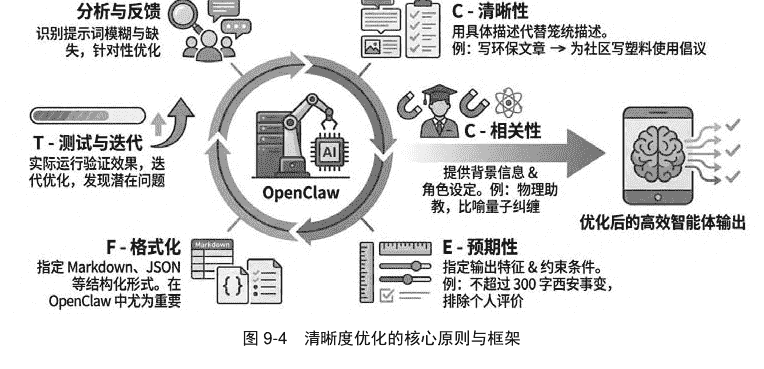 分析与反馈
识别提示词模糊与缺
失，针对性优化
C - 清晰性
用具体描述代替笼统描述。
例：写环保文章 → 为社区写塑料使用倡议
T - 测试与迭代
实际运行验证效果，迭
代优化，发现潜在问题
AI
OpenClaw
C - 相关性
提供背景信息 &
角色设定。例：物理助
教，比喻量子纠缠
优化后的高效智能体输出
F - 格式化
指定 Markdown、JSON
等结构化形式。在
OpenClaw 中尤为重要
Markdown
{ }
E - 预期性
指定输出特征 & 约束条件。
例：不超过 300 字西安事变，
排除个人评价
图 9-4 清晰度优化的核心原则与框架